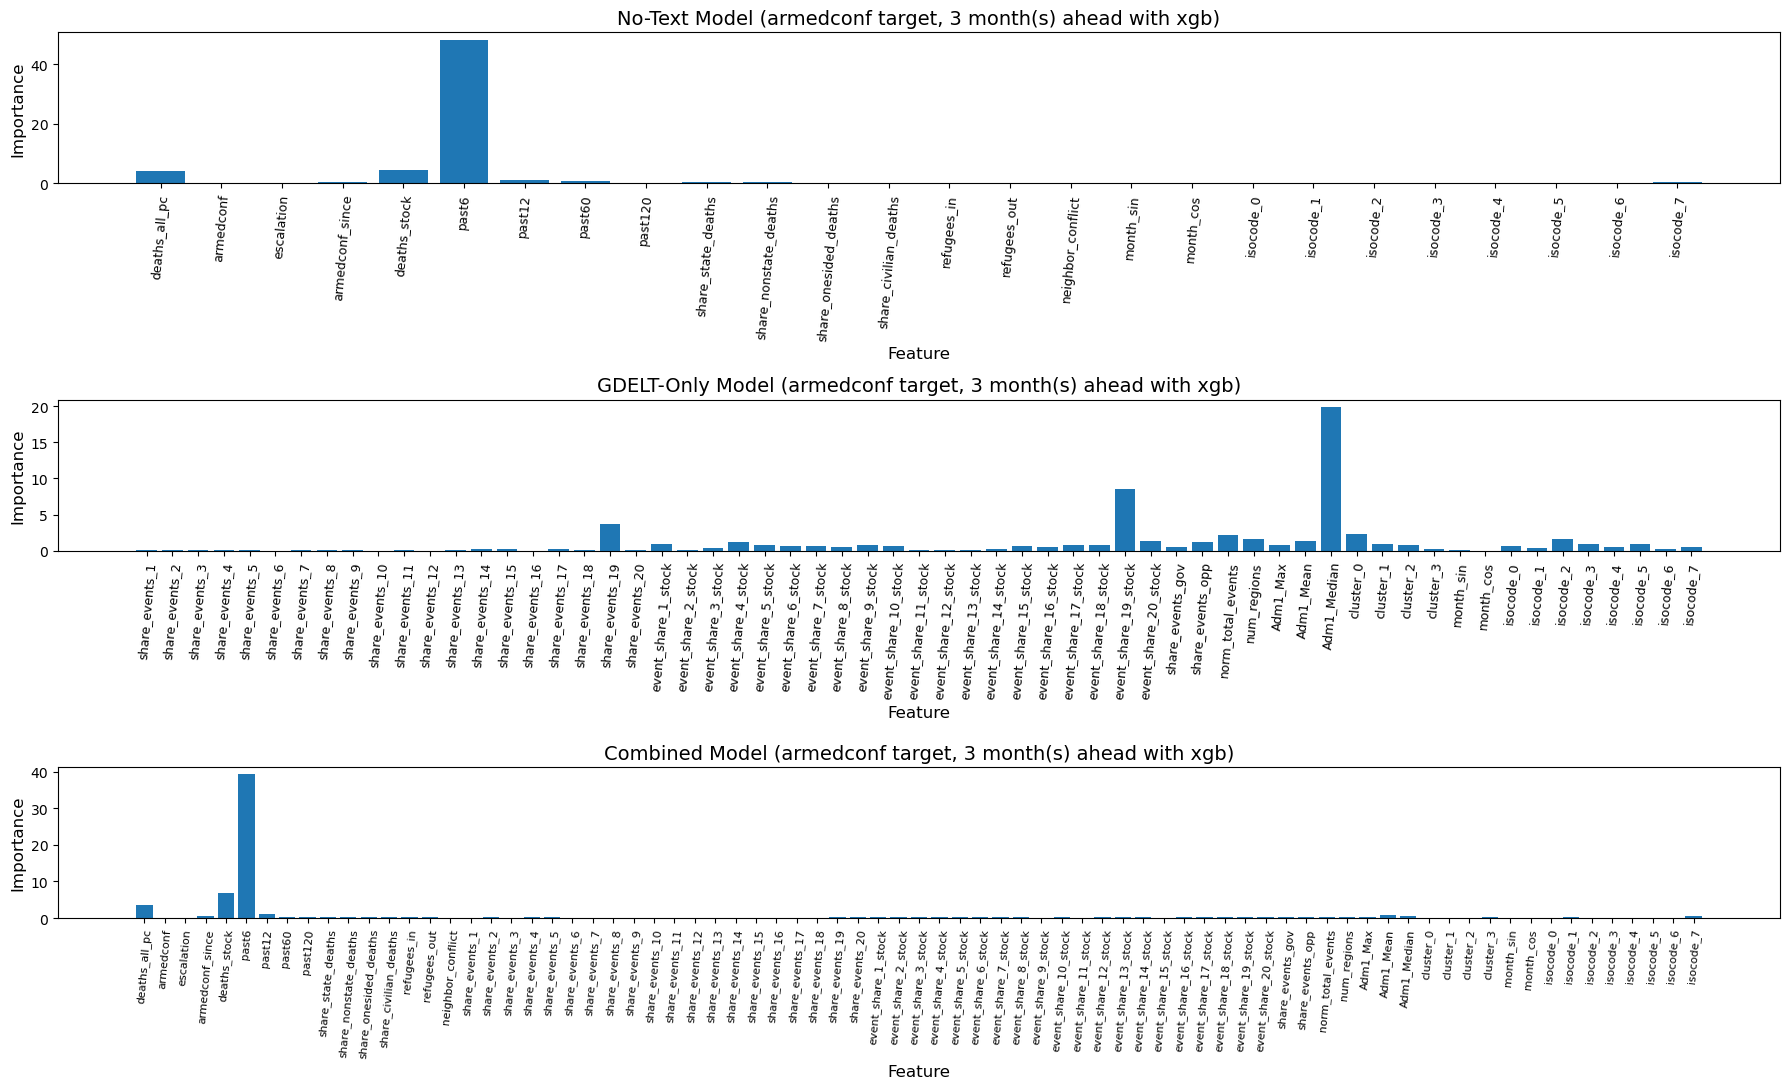 No-Text Model (armedconf target, 3 month(s) ahead with xgb)
Importance
40
20
0
deaths_all_pc
armedconf
escalation
armedconf_since
deaths_stock
past6
past12
past60
past120
share_state_deaths
share_nonstate_deaths
share_onesided_deaths
share_civilian_deaths
refugees_in
refugees_out
neighbor_conflict
month_sin
month_cos
isocode_0
isocode_1
isocode_2
isocode_3
isocode_4
isocode_5
isocode_6
isocode_7
Feature
GDELT-Only Model (armedconf target, 3 month(s) ahead with xgb)
Importance
20
15
10
5
0
share_events_1
share_events_2
share_events_3
share_events_4
share_events_5
share_events_6
share_events_7
share_events_8
share_events_9
share_events_10
share_events_11
share_events_12
share_events_13
share_events_14
share_events_15
share_events_16
share_events_17
share_events_18
share_events_19
share_events_20
event_share_1_stock
event_share_2_stock
event_share_3_stock
event_share_4_stock
event_share_5_stock
event_share_6_stock
event_share_7_stock
event_share_8_stock
event_share_9_stock
event_share_10_stock
event_share_11_stock
event_share_12_stock
event_share_13_stock
event_share_14_stock
event_share_15_stock
event_share_16_stock
event_share_17_stock
event_share_18_stock
event_share_19_stock
event_share_20_stock
share_events_gov
share_events_opp
norm_total_events
num_regions
Adm1_Max
Adm1_Mean
Adm1_Median
cluster_0
cluster_1
cluster_2
cluster_3
month_sin
month_cos
isocode_0
isocode_1
isocode_2
isocode_3
isocode_4
isocode_5
isocode_6
isocode_7
Feature
Combined Model (armedconf target, 3 month(s) ahead with xgb)
Importance
40
30
20
10
0
deaths_all_pc
armedconf
escalation
armedconf_since
deaths_stock
past6
past12
past60
past120
share_state_deaths
share_nonstate_deaths
share_onesided_deaths
share_civilian_deaths
refugees_in
refugees_out
neighbor_conflict
share_events_1
share_events_2
share_events_3
share_events_4
share_events_5
share_events_6
share_events_7
share_events_8
share_events_9
share_events_10
share_events_11
share_events_12
share_events_13
share_events_14
share_events_15
share_events_16
share_events_17
share_events_18
share_events_19
share_events_20
event_share_1_stock
event_share_2_stock
event_share_3_stock
event_share_4_stock
event_share_5_stock
event_share_6_stock
event_share_7_stock
event_share_8_stock
event_share_9_stock
event_share_10_stock
event_share_11_stock
event_share_12_stock
event_share_13_stock
event_share_14_stock
event_share_15_stock
event_share_16_stock
event_share_17_stock
event_share_18_stock
event_share_19_stock
event_share_20_stock
share_events_gov
share_events_opp
norm_total_events
num_regions
Adm1_Max
Adm1_Mean
Adm1_Median
cluster_0
cluster_1
cluster_2
cluster_3
month_sin
month_cos
isocode_0
isocode_1
isocode_2
isocode_3
isocode_4
isocode_5
isocode_6
isocode_7
Feature